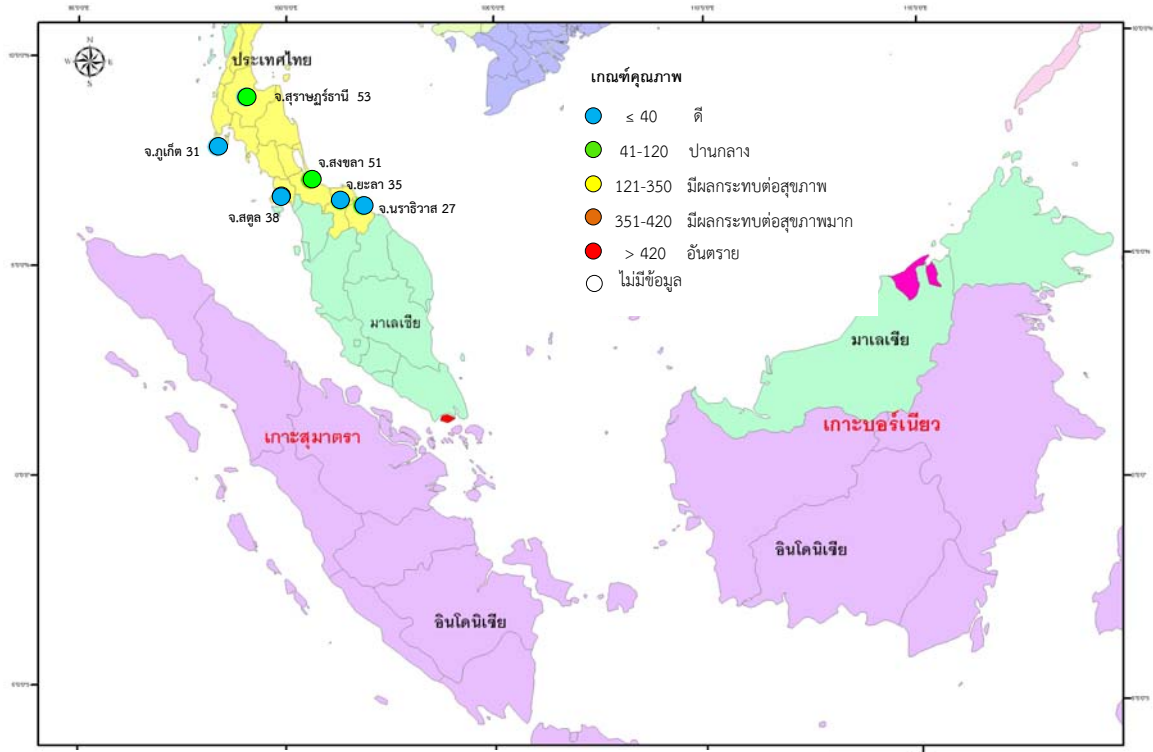 N
W E
S
ประเทศไทย
จ.สุราษฎร์ธานี 53
จ.ภูเก็ต 31
จ.สงขลา 51
จ.ยะลา 35
จ.สตูล 38
จ.นราธิวาส 27
เกณฑ์คุณภาพ
≤ 40 ดี
41-120 ปานกลาง
121-350 มีผลกระทบต่อสุขภาพ
351-420 มีผลกระทบต่อสุขภาพมาก
> 420 อันตราย
ไม่มีข้อมูล
มาเลเซีย
มาเลเซีย
เกาะสุมาตรา
เกาะบอร์เนียว
อินโดนิเซีย
อินโดนิเซีย